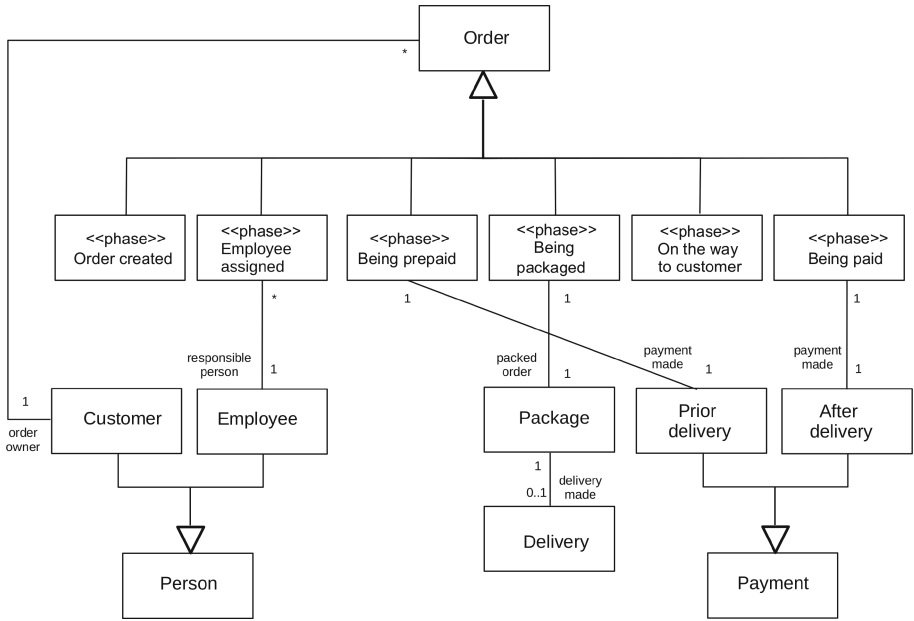 Order
*
<<phase>>
Order created
<<phase>>
Employee
assigned
<<phase>>
Being prepaid
<<phase>>
Being
packaged
<<phase>>
On the way
to customer
<<phase>>
Being paid
*
1
1
1
responsible
person
1
packed
order
1
payment
made
1
payment
made
1
1
order
owner
Customer
Employee
Package
Prior
delivery
After
delivery
1
0..1
delivery
made
Delivery
Person
Payment